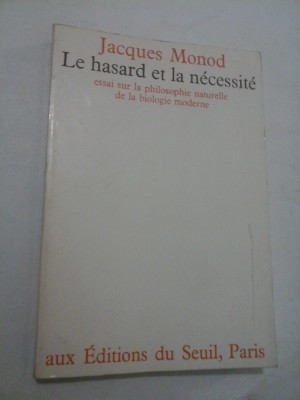 Jacques Monod
Le hasard et la nécessité
essai sur la philosophie naturelle
de la biologie moderne
aux Éditions du Seuil, Paris